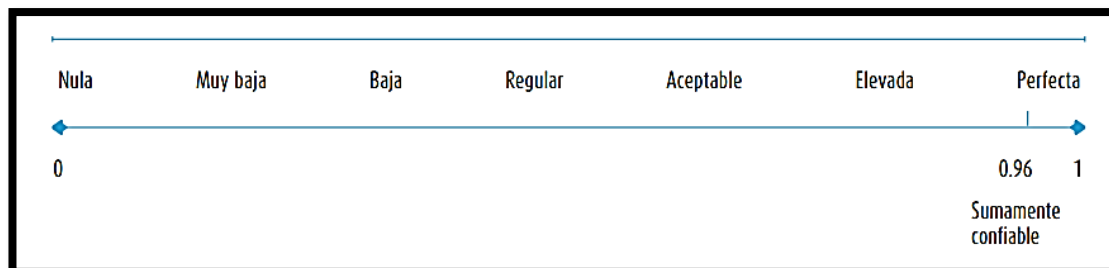 Nula Muy baja Baja Regular Aceptable Elevada Perfecta
0 0.96 1
Sumamente
confiable